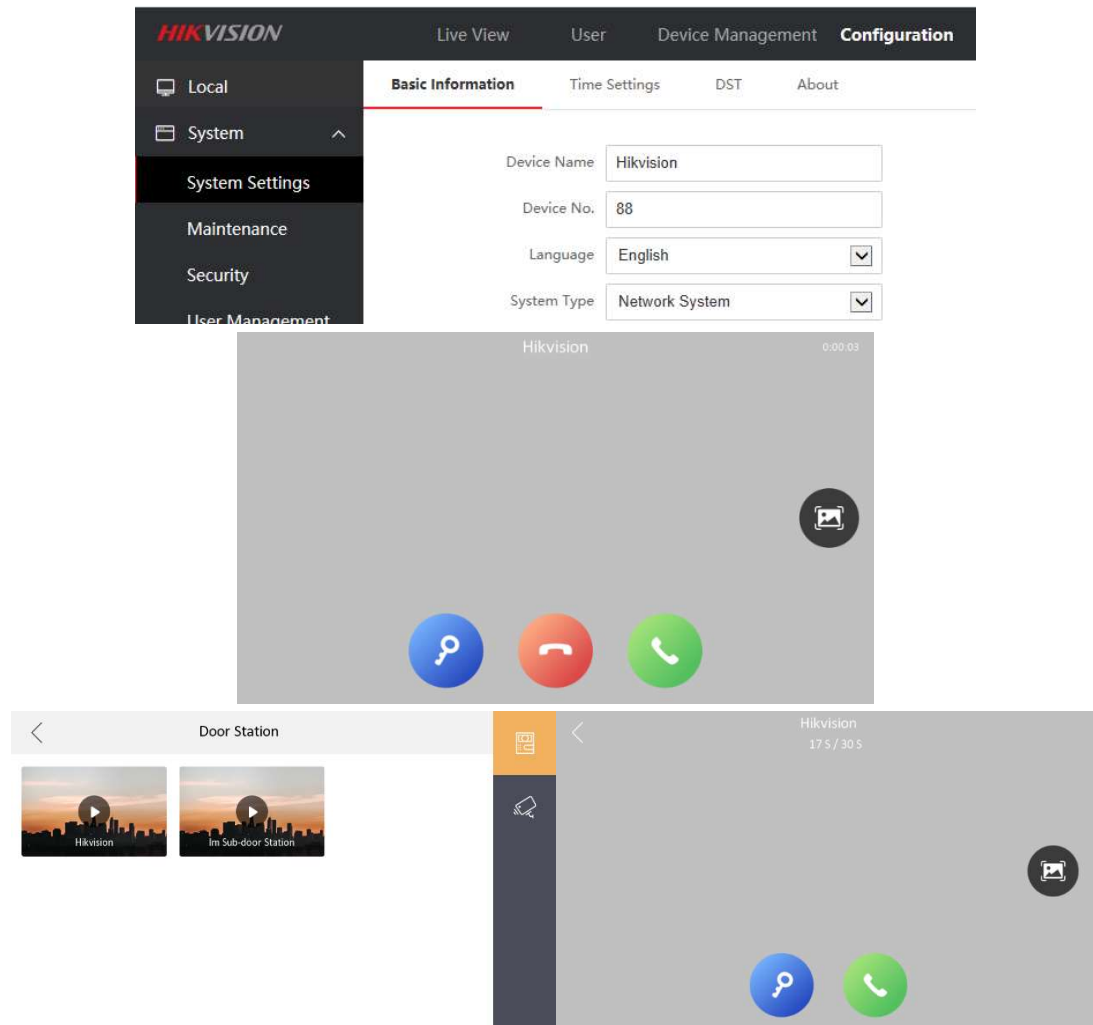 HIKVISION Live View User Device Management Configuration
Local
Basic Information Time Settings DST About
System
System Settings
Maintenance
Security
User Management
Device Name Hikvision
Device No. 88
Language English
System Type Network System
Hikvision 0:00:03
Door Station
Hikvision
Im Sub-door Station
Hikvision
17 S / 30 S